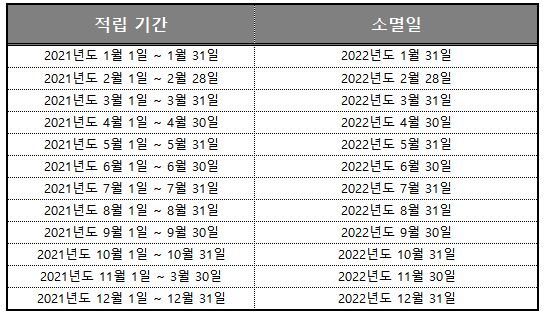 적립 기간 소멸일
2021년도 1월 1일 ~ 1월 31일 2022년도 1월 31일
2021년도 2월 1일 ~ 2월 28일 2022년도 2월 28일
2021년도 3월 1일 ~ 3월 31일 2022년도 3월 31일
2021년도 4월 1일 ~ 4월 30일 2022년도 4월 30일
2021년도 5월 1일 ~ 5월 31일 2022년도 5월 31일
2021년도 6월 1일 ~ 6월 30일 2022년도 6월 30일
2021년도 7월 1일 ~ 7월 31일 2022년도 7월 31일
2021년도 8월 1일 ~ 8월 31일 2022년도 8월 31일
2021년도 9월 1일 ~ 9월 30일 2022년도 9월 30일
2021년도 10월 1일 ~ 10월 31일 2022년도 10월 31일
2021년도 11월 1일 ~ 3월 30일 2022년도 11월 30일
2021년도 12월 1일 ~ 12월 31일 2022년도 12월 31일